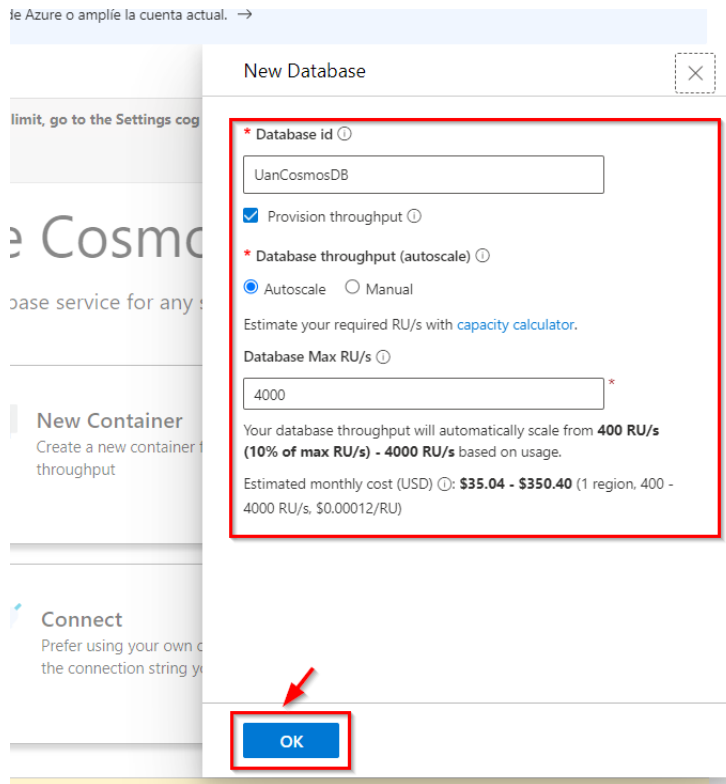 de Azure o amplíe la cuenta actual. →
New Database
limit, go to the Settings cog
* Database id
UanCosmosDB
Provision throughput
* Database throughput (autoscale)
Autoscale Manual
Estimate your required RU/s with capacity calculator.
Database Max RU/s
4000 *
Your database throughput will automatically scale from 400 RU/s
(10% of max RU/s) - 4000 RU/s based on usage.
Estimated monthly cost (USD) : $35.04 - $350.40 (1 region, 400 -
4000 RU/s, $0.00012/RU)
OK
e Cosmo
base service for any s
New Container
Create a new container f
throughput
Connect
Prefer using your own c
the connection string yo